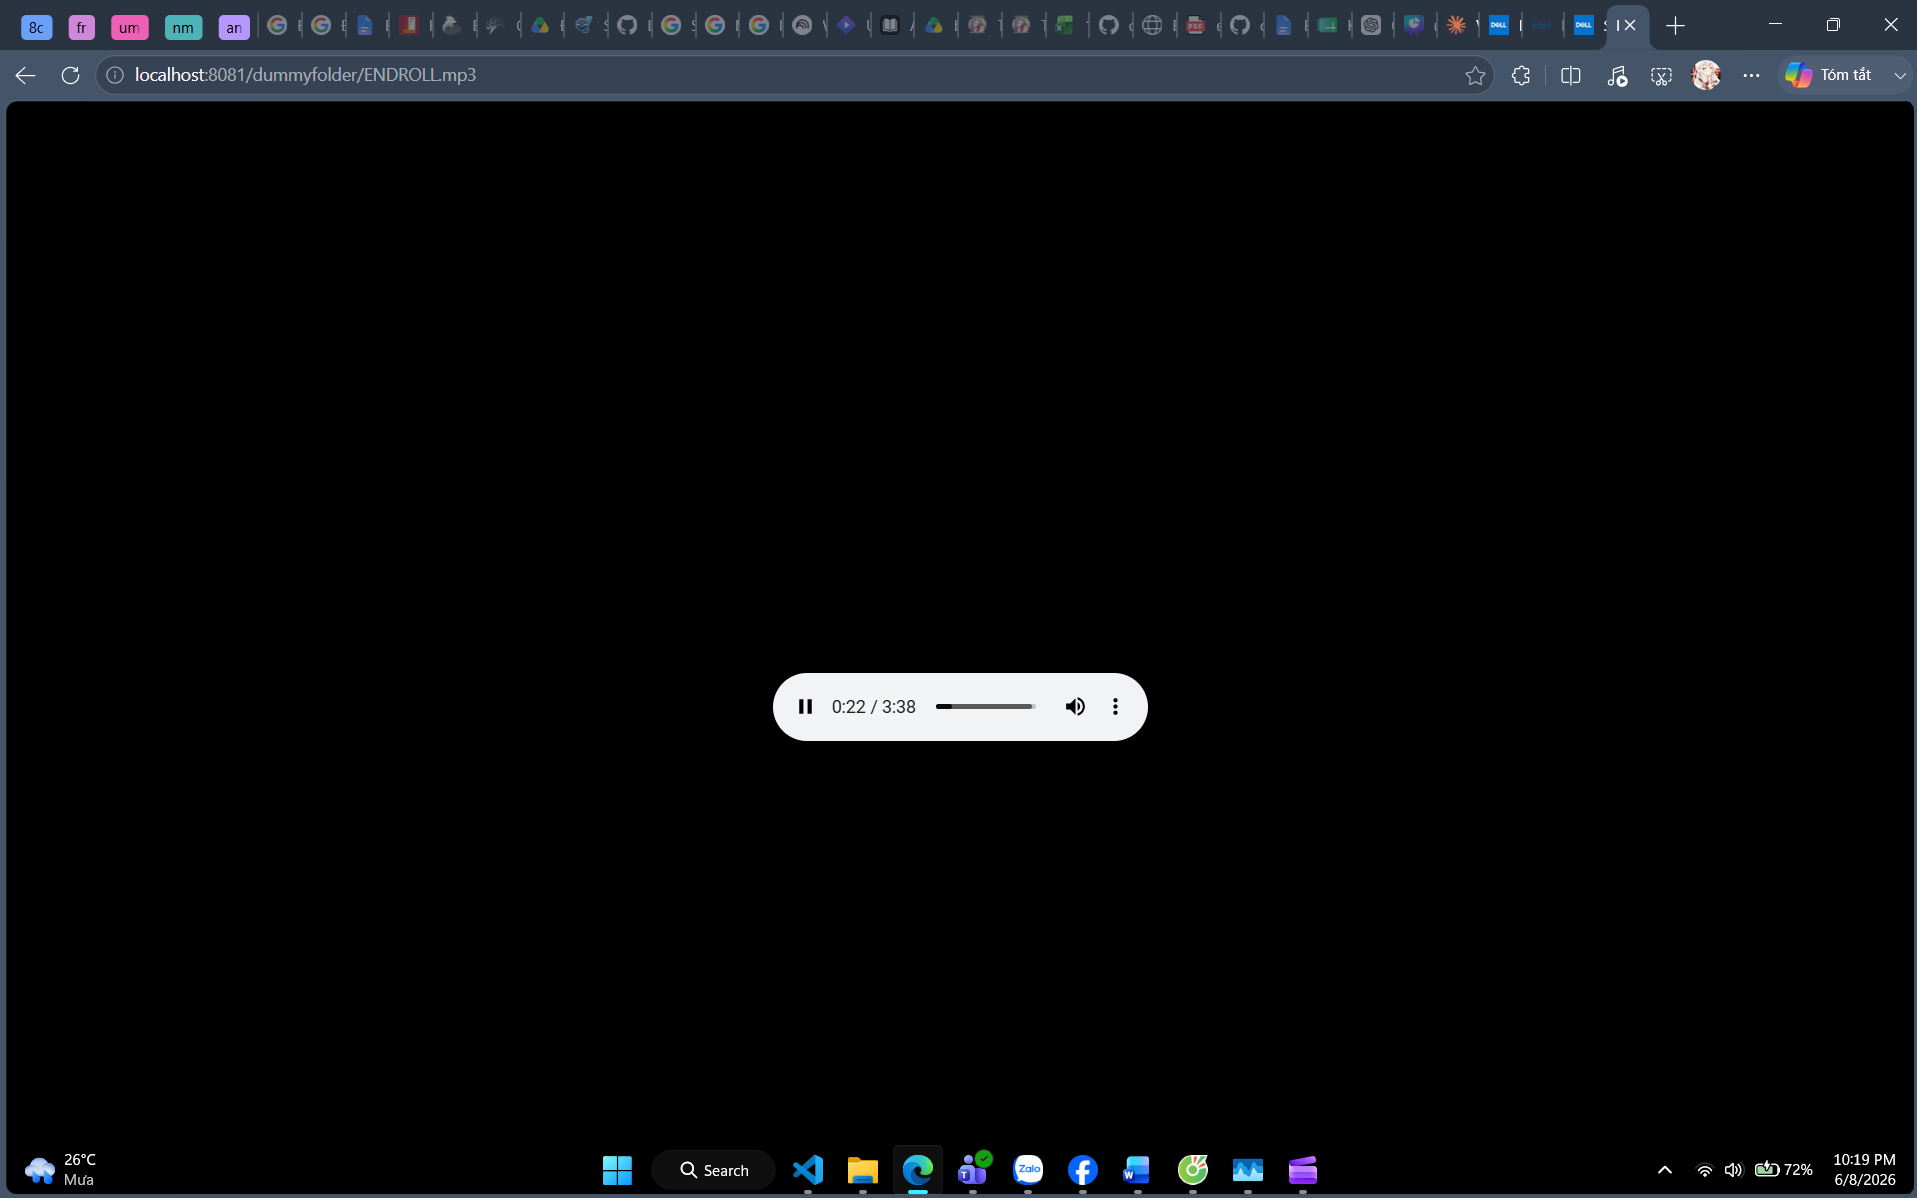 8c
fr
um
nm
an
localhost:8081/dummyfolder/ENDROLL.mp3
Tóm tắt
0:22 / 3:38
26°C
Mưa
Search
Zalo
72%
10:19 PM
6/8/2026